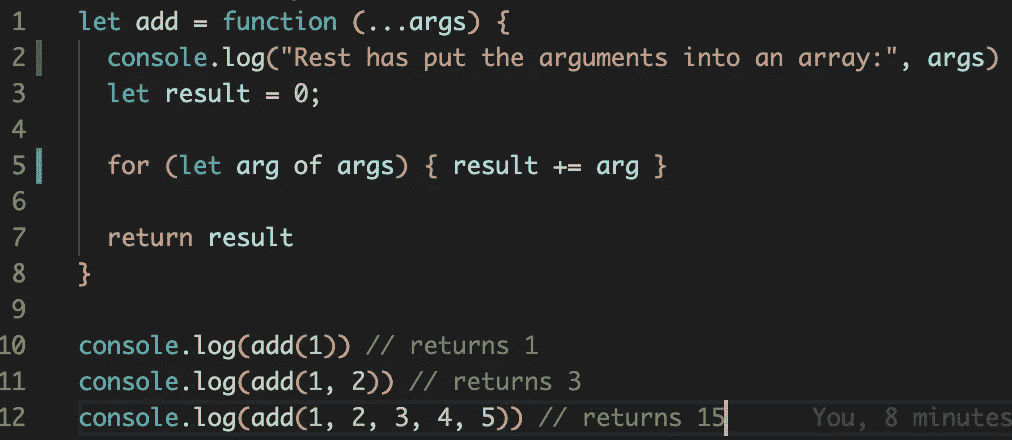 1 let add = function (...args) {
2 console.log("Rest has put the arguments into an array:", args)
3 let result = 0;
4
5 for (let arg of args) { result += arg }
6
7 return result
8 }
9
10 console.log(add(1)) // returns 1
11 console.log(add(1, 2)) // returns 3
12 console.log(add(1, 2, 3, 4, 5)) // returns 15 You, 8 minutes